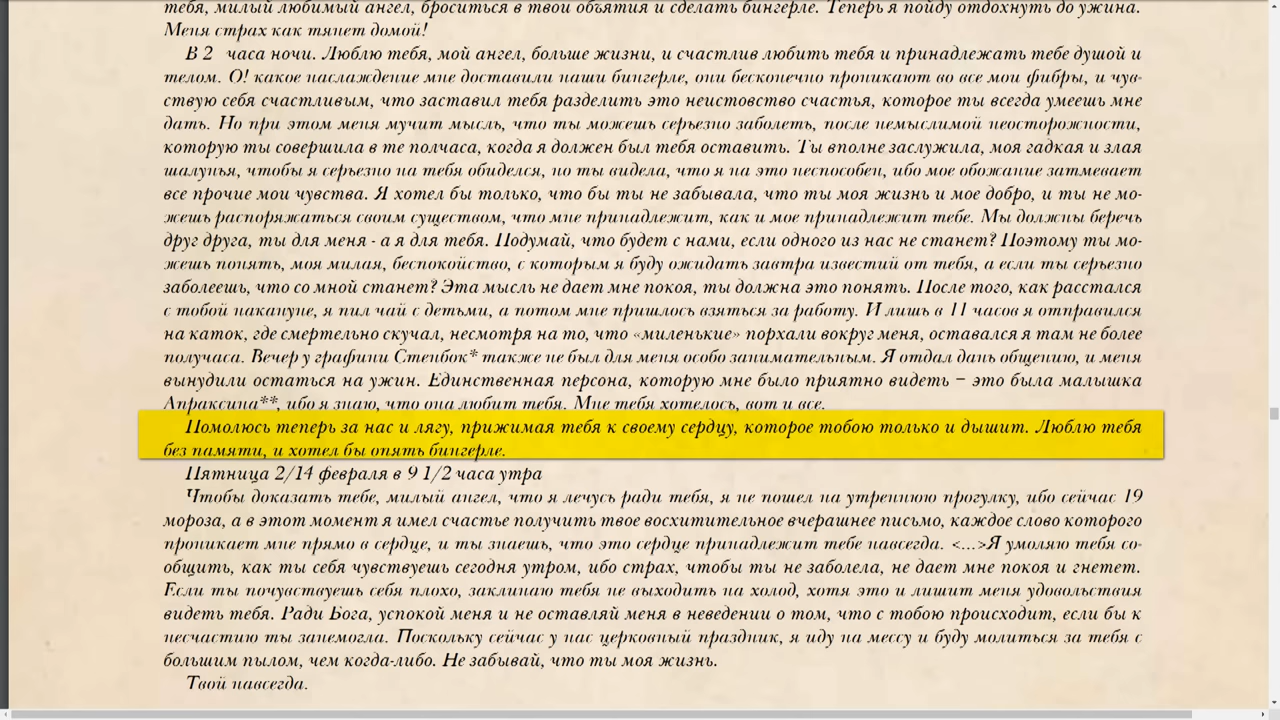 тебя, милый любимый ангел, броситься в твои объятия и сделать бингерле. Теперь я пойду отдохнуть до ужина.
Меня страх как тянет домой!
В 2 часа ночи. Люблю тебя, мой ангел, больше жизни, и счастлив любить тебя и принадлежать тебе душой и
телом. О! какое наслаждение мне доставили наши бингерле, они бесконечно проникают во все мои фибры, и чув-
ствую себя счастливым, что заставил тебя разделить это неистовство счастья, которое ты всегда умеешь мне
дать. Но при этом меня мучит мысль, что ты можешь серьезно заболеть, после немыслимой неосторожности,
которую ты совершила в те полчаса, когда я должен был тебя оставить. Ты вполне заслужила, моя гадкая и злая
шалунья, чтобы я серьезно на тебя обиделся, но ты видела, что я на это неспособен, ибо мое обожание затмевает
все прочие мои чувства. Я хотел бы только, что бы ты не забывала, что ты моя жизнь и мое добро, и ты не мо-
жешь распоряжаться своим существом, что мне принадлежит, как и мое принадлежит тебе. Мы должны беречь
друг друга, ты для меня - а я для тебя. Подумай, что будет с нами, если одного из нас не станет? Поэтому ты мо-
жешь понять, моя милая, беспокойство, с которым я буду ожидать завтра известий от тебя, а если ты серьезно
заболеешь, что со мной станет? Эта мысль не дает мне покоя, ты должна это понять. После того, как расстался
с тобой накануне, я пил чай с детьми, а потом мне пришлось взяться за работу. И лишь в 11 часов я отправился
на каток, где смертельно скучал, несмотря на то, что «миленькие» порхали вокруг меня, оставался я там не более
получаса. Вечер у графини Стенбок* также не был для меня особо занимательным. Я отдал дань общению, и меня
вынудили остаться на ужин. Единственная персона, которую мне было приятно видеть – это была малышка
Апраксина**, ибо я знаю, что она любит тебя. Мне тебя хотелось, вот и все.
Помолюсь теперь за нас и лягу, прижимая тебя к своему сердцу, которое тобою только и дышит. Люблю тебя
без памяти, и хотел бы опять бингерле.
Пятница 2/14 февраля в 9 1/2 часа утра
Чтобы доказать тебе, милый ангел, что я лечусь ради тебя, я не пошел на утреннюю прогулку, ибо сейчас 19
мороза, а в этот момент я имел счастье получить твое восхитительное вчерашнее письмо, каждое слово которого
проникает мне прямо в сердце, и ты знаешь, что это сердце принадлежит тебе навсегда. <...>Я умоляю тебя со-
общить, как ты себя чувствуешь сегодня утром, ибо страх, чтобы ты не заболела, не дает мне покоя и гнетет.
Если ты почувствуешь себя плохо, заклинаю тебя не выходить на холод, хотя это и лишит меня удовольствия
видеть тебя. Ради Бога, успокой меня и не оставляй меня в неведении о том, что с тобою происходит, если бы к
несчастию ты занемогла. Поскольку сейчас у нас церковный праздник, я иду на мессу и буду молиться за тебя с
большим пылом, чем когда-либо. Не забывай, что ты моя жизнь.
Твой навсегда.